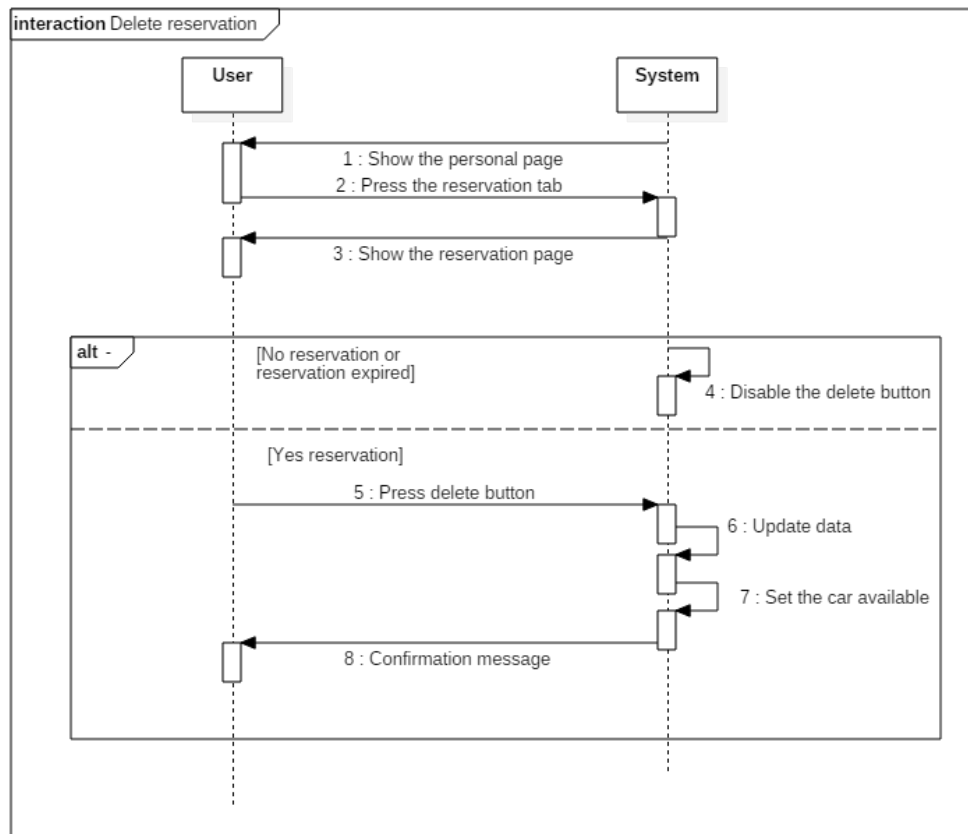 interaction Delete reservation
User
System
1 : Show the personal page
2 : Press the reservation tab
3 : Show the reservation page
alt -
[No reservation or
reservation expired]
4 : Disable the delete button
[Yes reservation]
5 : Press delete button
6 : Update data
7 : Set the car available
8 : Confirmation message